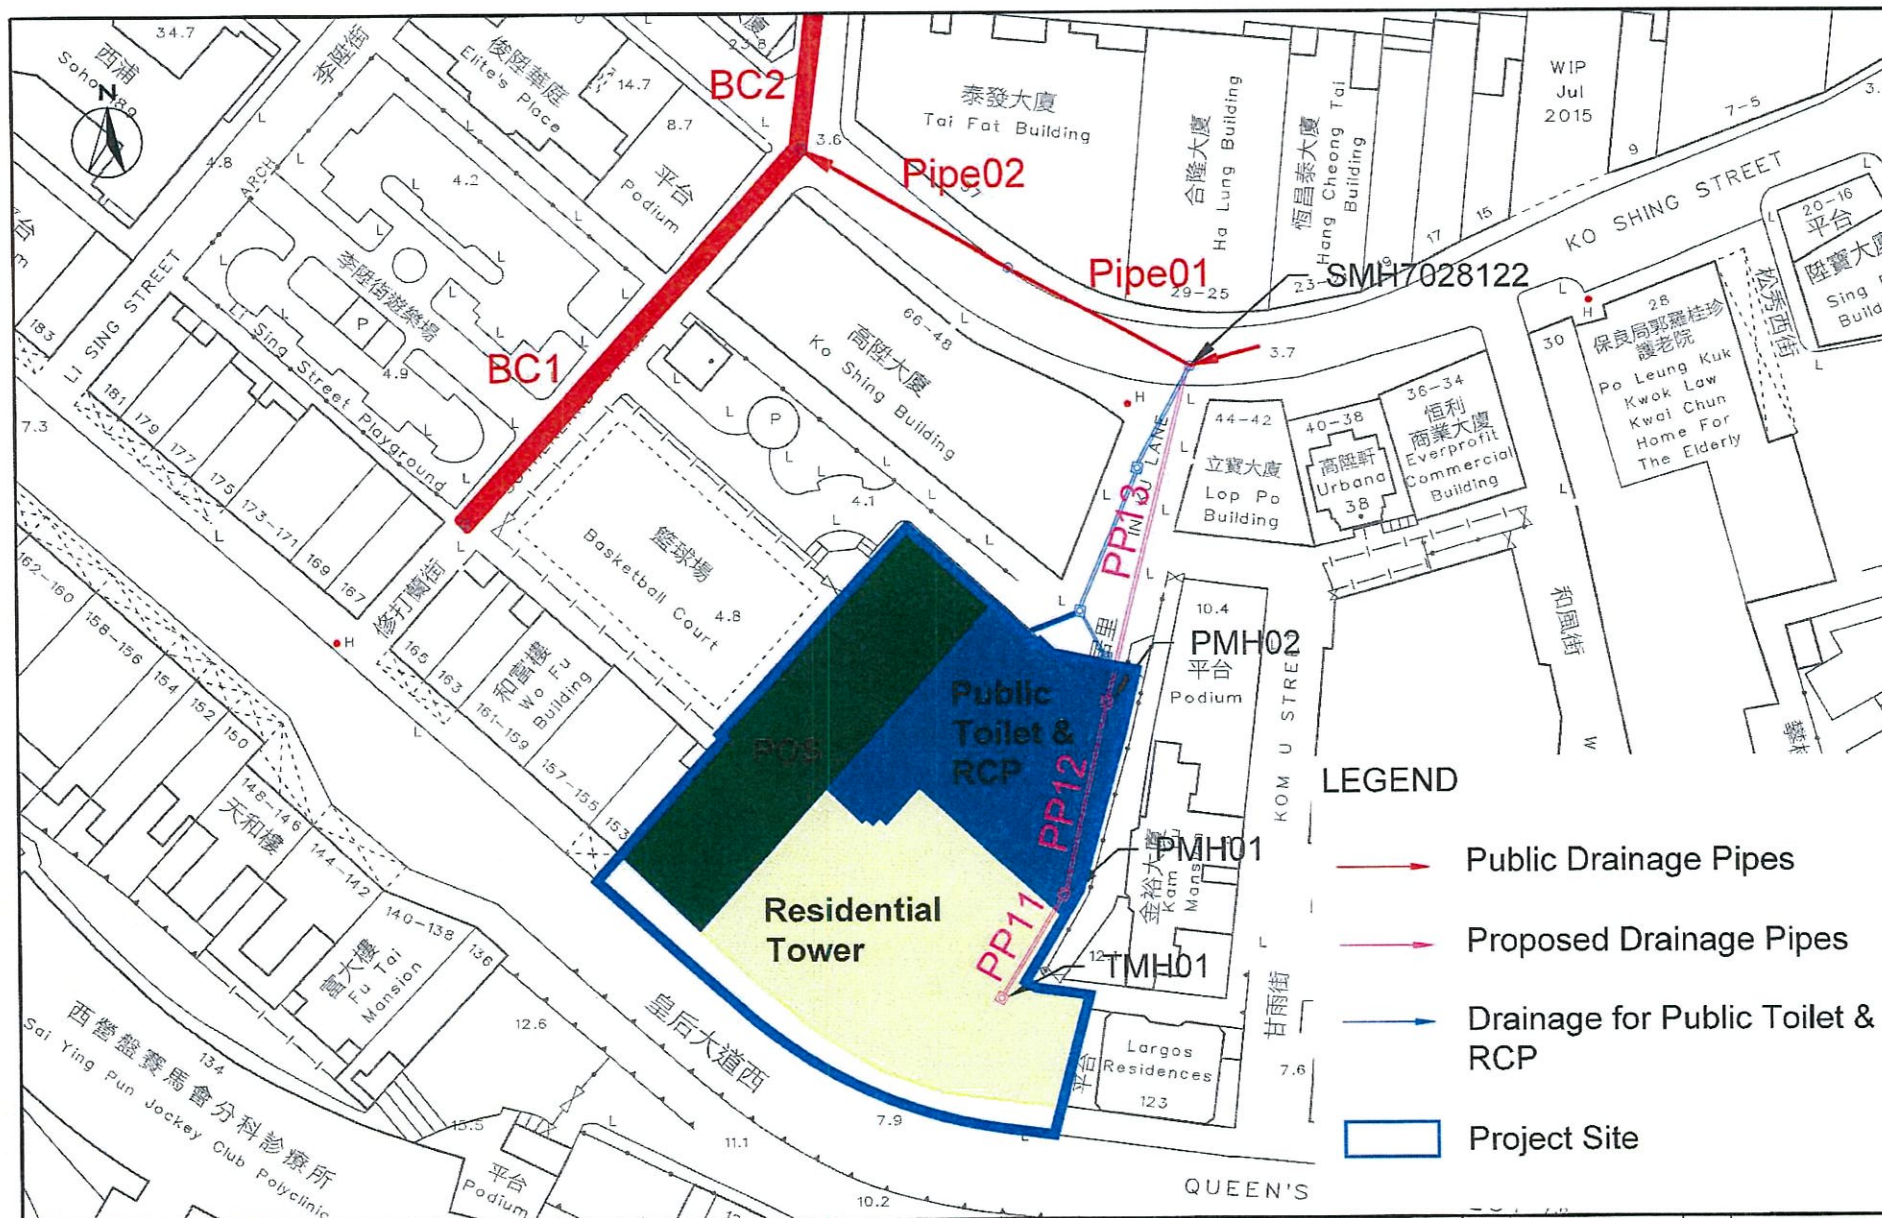 34.7
西浦
Soho 189
N
李陞街
俊陞華庭
Elite's Place
14.7
8.7
平台
Podium
23.8
BC2
3.6
泰發大廈
Tai Fat Building
合隆大廈
Ha Lung Building
恆昌泰大廈
Hang Cheong Tai
Building
WIP
Jul
2015
7-5
9
15
17
KO SHING STREET
20-16
平台
陞寶大廈
松秀西街
4.8
ARCH
4.2
Pipe02
37
Pipe01
29-25
SMH7028122
3.7
LI SING STREET
李陞街遊樂場
Li Sing Street Playground
P
4.9
BC1
183
181
179
177
175
173-171
169
167
7.3
66-48
高陞大廈
Ko Shing Building
P
4.1
H
44-42
立寶大廈
Lop Po
Building
40-38
高陞軒
Urbana
38
36-34
恒利
商業大廈
Everprofit
Commercial
Building
30
28
保良局郭羅桂珍
護老院
Po Leung Kuk
Kwok Law
Kwai Chun
Home For
The Elderly
H
和風街
PP13
籃球場
Basketball Court
4.8
修打蘭街
165
163
和富樓
Wo Fu
Building
161-159
157-155
153
162-160
158-156
154
152
150
148-146
天和樓
144-142
140-138
136
富大樓
Fu Tai
Mansion
H
10.4
PMH02
平台
Podium
KOM U STREET
POS
Public
Toilet &
RCP
PP12
PMH01
金裕大廈
PP11
TMH01
Residential
Tower
甘雨街
平台
Largos
Residences
123
7.6
皇后大道西
12.6
西營盤賽馬會分科診療所
Sai Ying Pun Jockey Club Polyclinic
134
13.5
平台
Podium
11.1
7.9
10.2
QUEEN'S
LEGEND
Public Drainage Pipes
Proposed Drainage Pipes
Drainage for Public Toilet &
RCP
Project Site